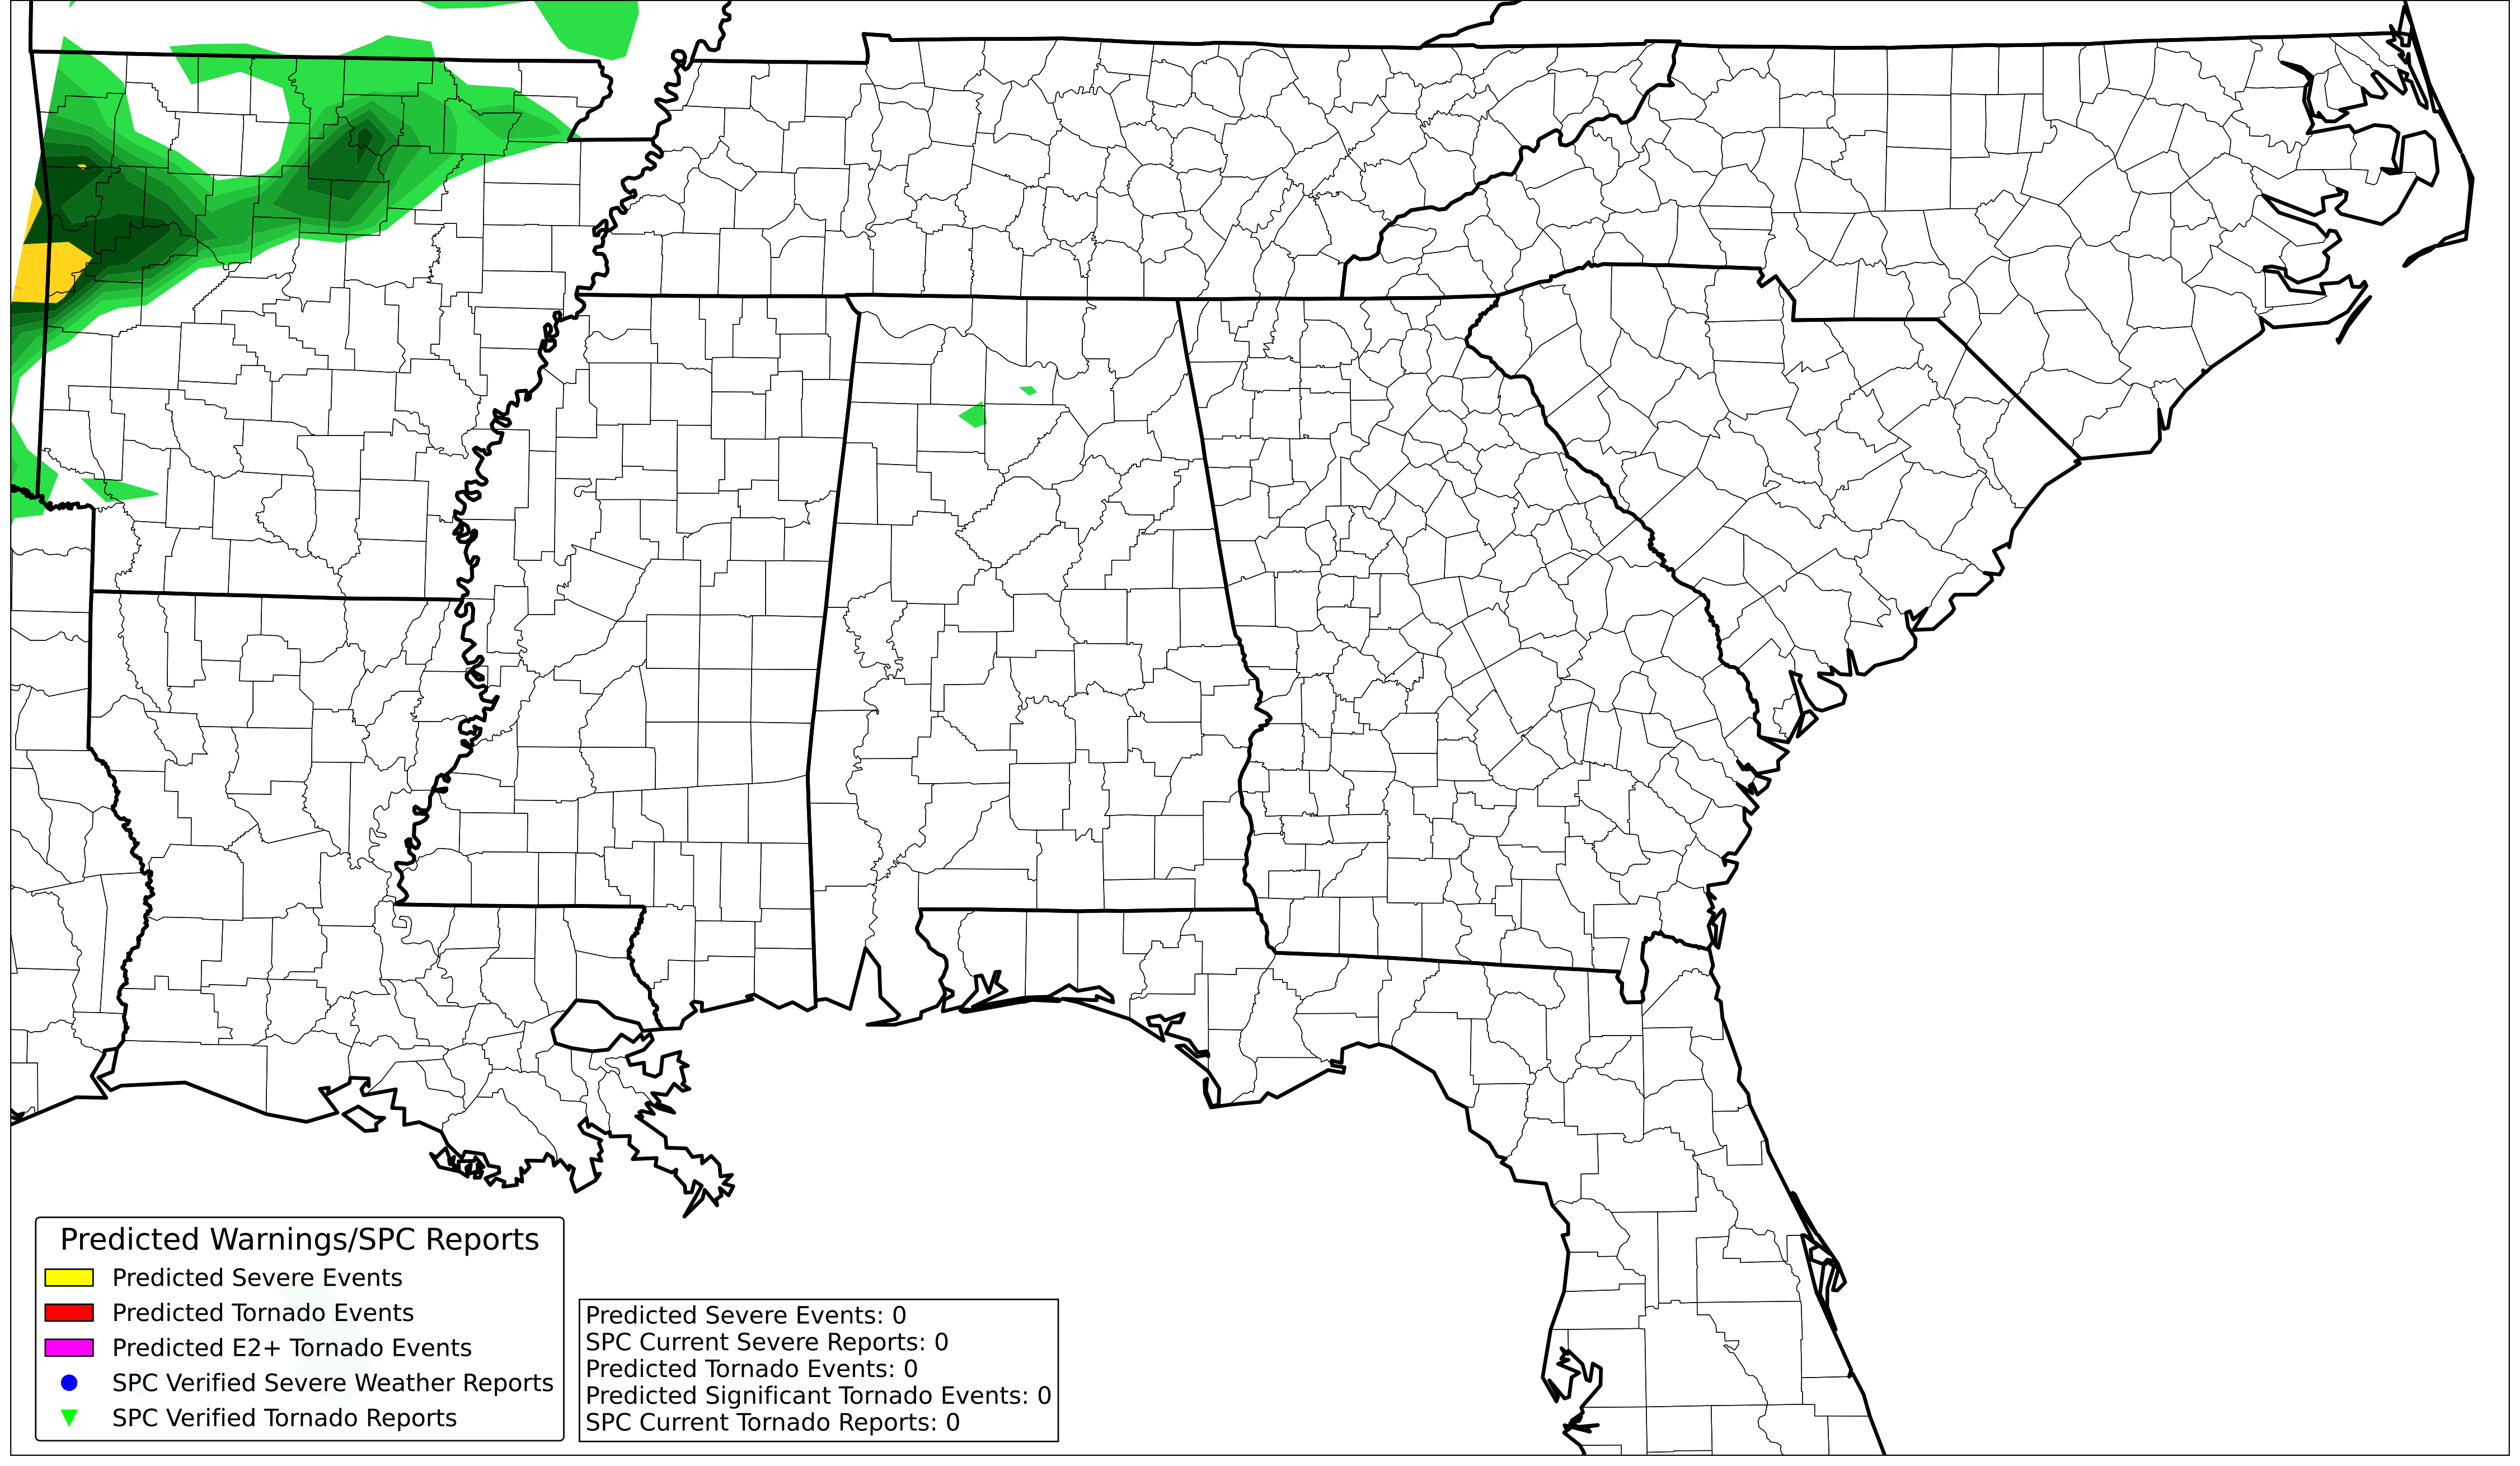 Predicted Warnings/SPC Reports
Predicted Severe Events
Predicted Tornado Events
Predicted E2+ Tornado Events
SPC Verified Severe Weather Reports
SPC Verified Tornado Reports
Predicted Severe Events: 0
SPC Current Severe Reports: 0
Predicted Tornado Events: 0
Predicted Significant Tornado Events: 0
SPC Current Tornado Reports: 0